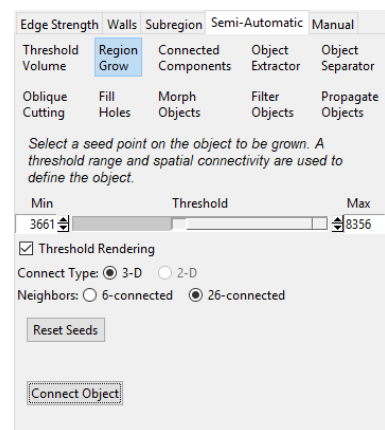 Edge Strength Walls Subregion Semi-Automatic Manual
Threshold Volume Region Grow Connected Components Object Extractor Object Separator
Oblique Cutting Fill Holes Morph Objects Filter Objects Propagate Objects
Select a seed point on the object to be grown. A
threshold range and spatial connectivity are used to
define the object.
Min Threshold Max
3661 8356
Threshold Rendering
Connect Type: 3-D 2-D
Neighbors: 6-connected 26-connected
Reset Seeds
Connect Object